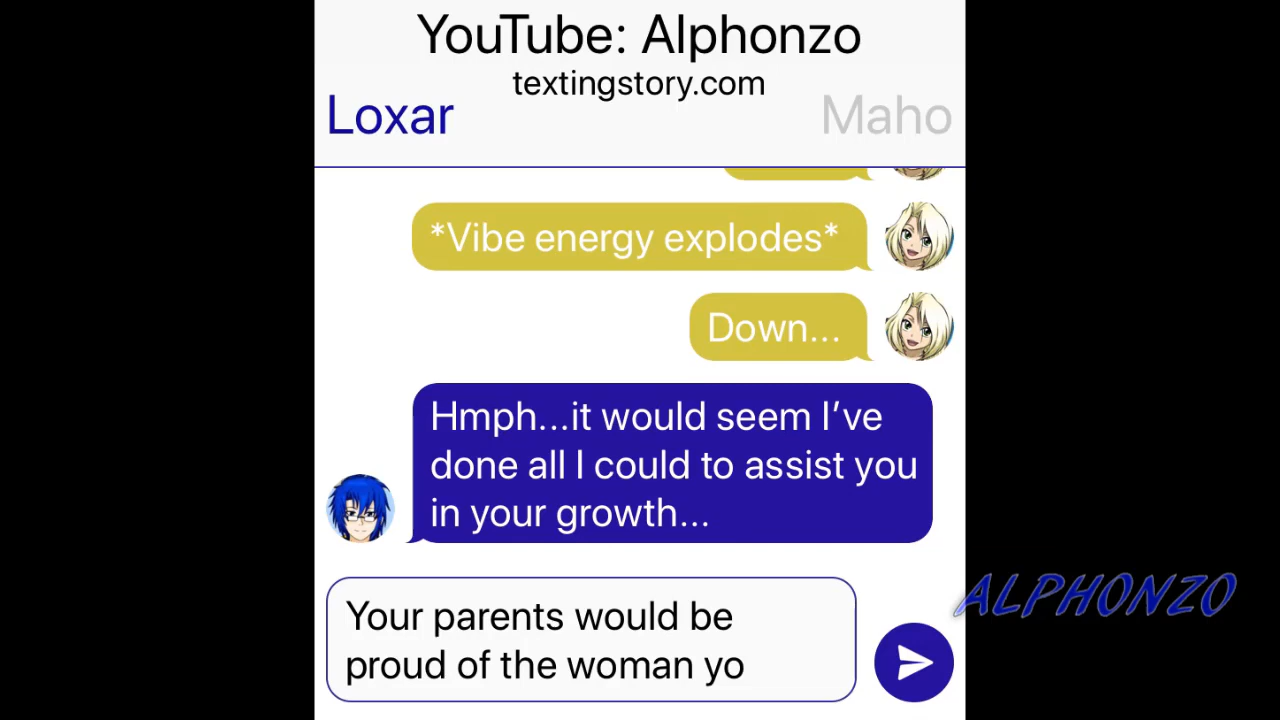 YouTube: Alphonzo
textingstory.com
Loxar
Maho
*Vibe energy explodes*
Down...
Hmph...it would seem I’ve
done all I could to assist you
in your growth...
Your parents would be
proud of the woman yo
ALPHONZO